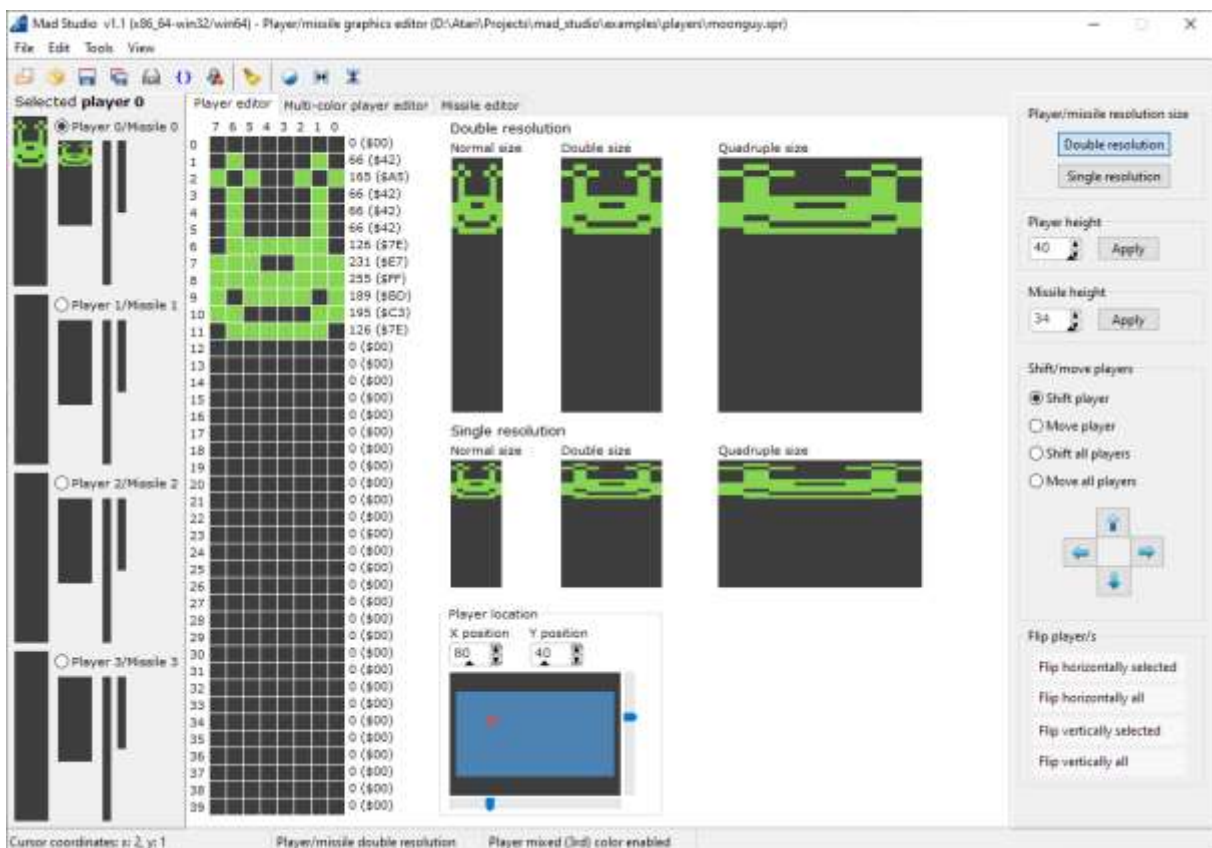 Mad Studio v1.1 (x86_64-win32/win64) - Player/missile graphics editor (D:\Atari\Projects\mad_studio\examples\players\moonguy.spr)
File Edit Tools View
Selected player 0
Player 0/Missile 0
Player 1/Missile 1
Player 2/Missile 2
Player 3/Missile 3
Player editor Multi-color player editor Missile editor
7 6 5 4 3 2 1 0
0 0 ($00)
1 66 ($42)
2 165 ($A5)
3 66 ($42)
4 66 ($42)
5 66 ($42)
6 126 ($7E)
7 231 ($E7)
8 255 ($FF)
9 189 ($BD)
10 195 ($C3)
11 126 ($7E)
12 0 ($00)
13 0 ($00)
14 0 ($00)
15 0 ($00)
16 0 ($00)
17 0 ($00)
18 0 ($00)
19 0 ($00)
20 0 ($00)
21 0 ($00)
22 0 ($00)
23 0 ($00)
24 0 ($00)
25 0 ($00)
26 0 ($00)
27 0 ($00)
28 0 ($00)
29 0 ($00)
30 0 ($00)
31 0 ($00)
32 0 ($00)
33 0 ($00)
34 0 ($00)
35 0 ($00)
36 0 ($00)
37 0 ($00)
38 0 ($00)
39 0 ($00)
Double resolution
Normal size Double size Quadruple size
Single resolution
Normal size Double size Quadruple size
Player location
X position Y position
80 40
Player/missile resolution size
Double resolution
Single resolution
Player height
40 Apply
Missile height
34 Apply
Shift/move players
Shift player
Move player
Shift all players
Move all players
Flip player/s
Flip horizontally selected
Flip horizontally all
Flip vertically selected
Flip vertically all
Cursor coordinates: x: 2, y: 1 Player/missile double resolution Player mixed (3rd) color enabled